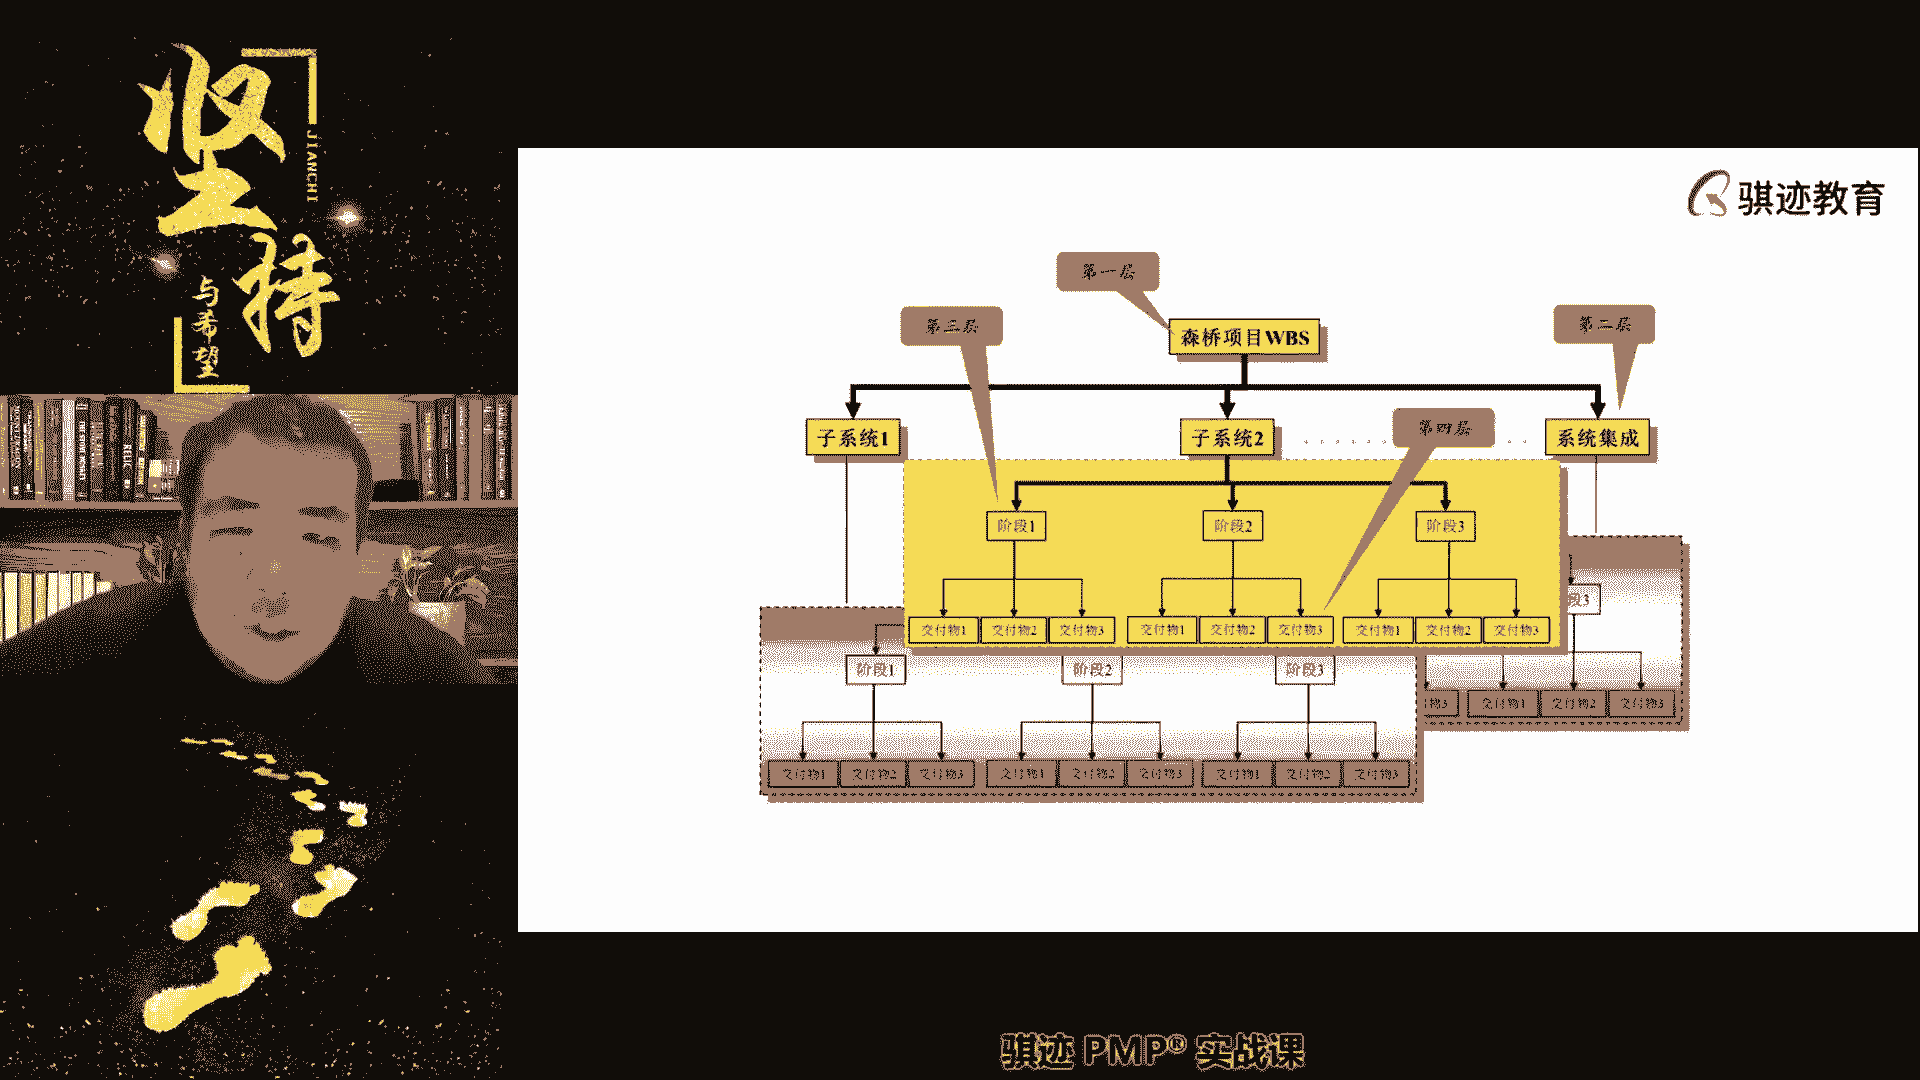 坚持
JIANCHI
与希望
骐迹教育
第一层
森桥项目WBS
第三层
第二层
第四层
子系统1
子系统2
系统集成
阶段1
阶段2
阶段3
交付物1 交付物2 交付物3 交付物1 交付物2 交付物3 交付物1 交付物2 交付物3
段3
物3 交付物1 交付物2 交付物3
阶段1
阶段2
阶段3
交付物1 交付物2 交付物3 交付物1 交付物2 交付物3 交付物1 交付物2 交付物3
骐迹 PMP® 实战课